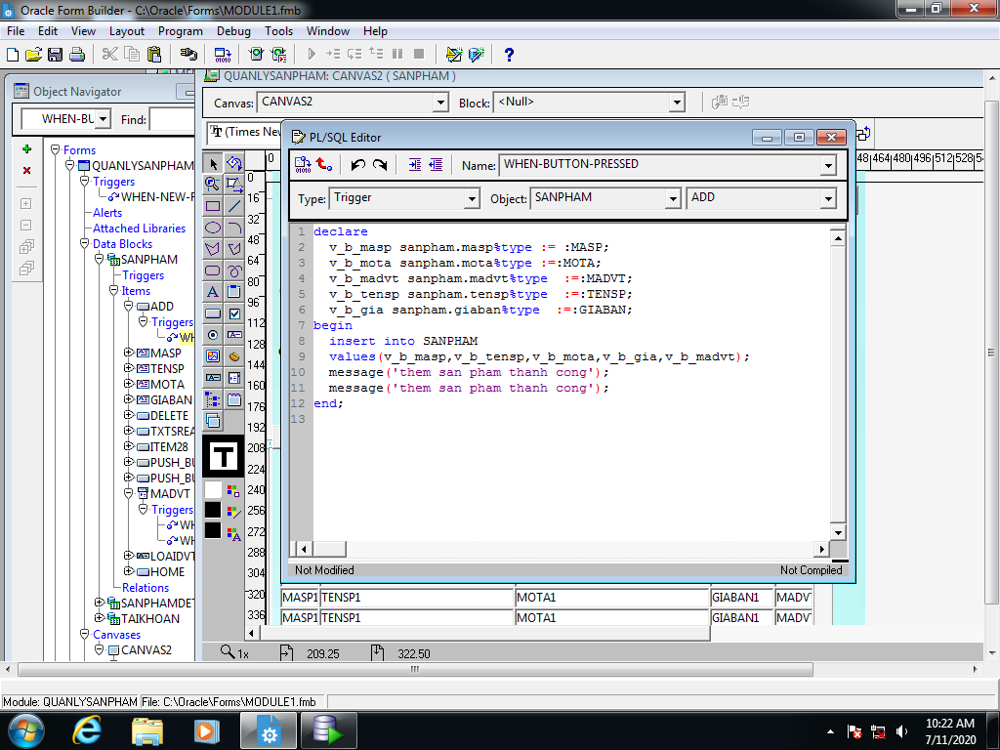 Oracle Form Builder - C:\Oracle\Forms\MODULE1.fmb
File Edit View Layout Program Debug Tools Window Help
QUANLYSANPHAM: CANVAS2 ( SANPHAM )
Object Navigator
Canvas: CANVAS2 Block: <Null>
WHEN-BU Find:
(Times New
PL/SQL Editor
Name: WHEN-BUTTON-PRESSED
Type: Trigger Object: SANPHAM ADD
Forms
QUANLYSANPHAM
Triggers
WHEN-NEW-F
Alerts
Attached Libraries
Data Blocks
SANPHAM
Triggers
Items
ADD
Triggers
WH
MASP
TENSP
MOTA
GIABAN
DELETE
TXTSREA
ITEM28
PUSH_BU
PUSH_BU
MADVT
Triggers
WH
WH
LOAIDVT
HOME
Relations
SANPHAMDET
TAIKHOAN
Canvases
CANVAS2
0
48 464 480 496 512 528 54
0
16
32
48
64
80
96
112
128
144
160
176
192
208
224
240
256
272
288
304
320
336
1 declare
2 v_b_masp sanpham.masp%type := :MASP;
3 v_b_mota sanpham.mota%type :=:MOTA;
4 v_b_madvt sanpham.madvt%type :=:MADVT;
5 v_b_tensp sanpham.tensp%type :=:TENSP;
6 v_b_gia sanpham.giaban%type :=:GIABAN;
7 begin
8 insert into SANPHAM
9 values(v_b_masp,v_b_tensp,v_b_mota,v_b_gia,v_b_madvt);
10 message('them san pham thanh cong');
11 message('them san pham thanh cong');
12 end;
13
Not Modified Not Compiled
MASP1 TENSP1 MOTA1 GIABAN1 MADV
MASP1 TENSP1 MOTA1 GIABAN1 MADV
1x 209.25 322.50
Module: QUANLYSANPHAM File: C:\Oracle\Forms\MODULE1.fmb
10:22 AM
7/11/2020